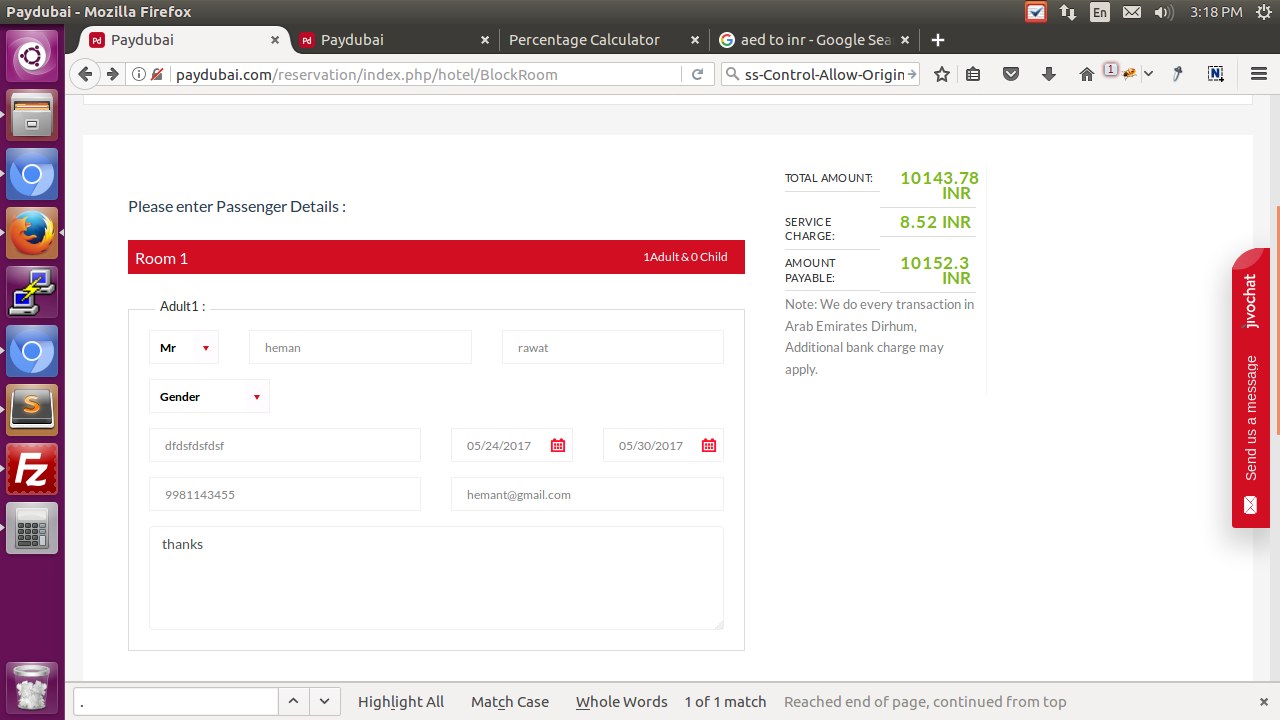 Paydubai - Mozilla Firefox
En
3:18 PM
Paydubai
Paydubai
Percentage Calculator
aed to inr - Google Sea
paydubai.com/reservation/index.php/hotel/BlockRoom
ss-Control-Allow-Origin
1
Please enter Passenger Details :
Room 1
1Adult & 0 Child
Adult1 :
Mr
heman
rawat
Gender
dfdsfdsfdsf
05/24/2017
05/30/2017
9981143455
hemant@gmail.com
thanks
TOTAL AMOUNT:
10143.78
INR
SERVICE
CHARGE:
8.52 INR
AMOUNT
PAYABLE:
10152.3
INR
Note: We do every transaction in
Arab Emirates Dirhum,
Additional bank charge may
apply.
jivochat
Send us a message
.
Highlight All
Match Case
Whole Words
1 of 1 match
Reached end of page, continued from top